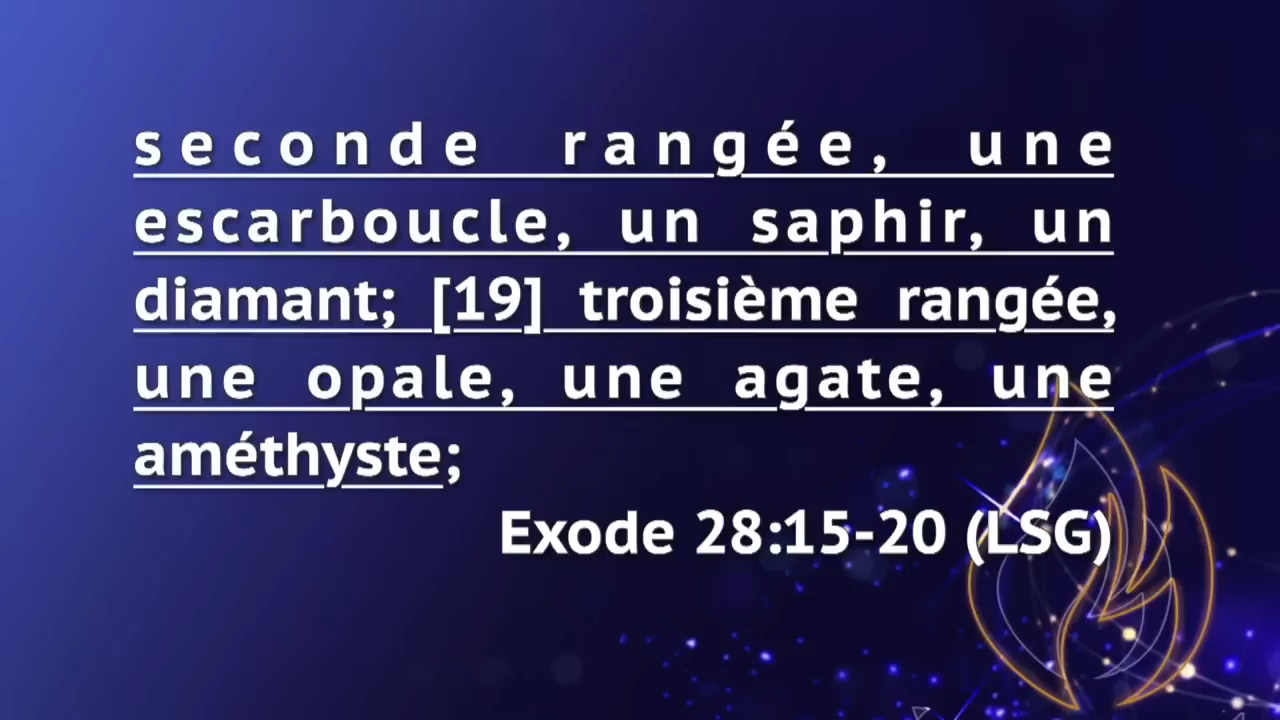 seconde rangée, une
escarboucle, un saphir, un
diamant; [19] troisième rangée,
une opale, une agate, une
améthyste;
Exode 28:15-20 (LSG)